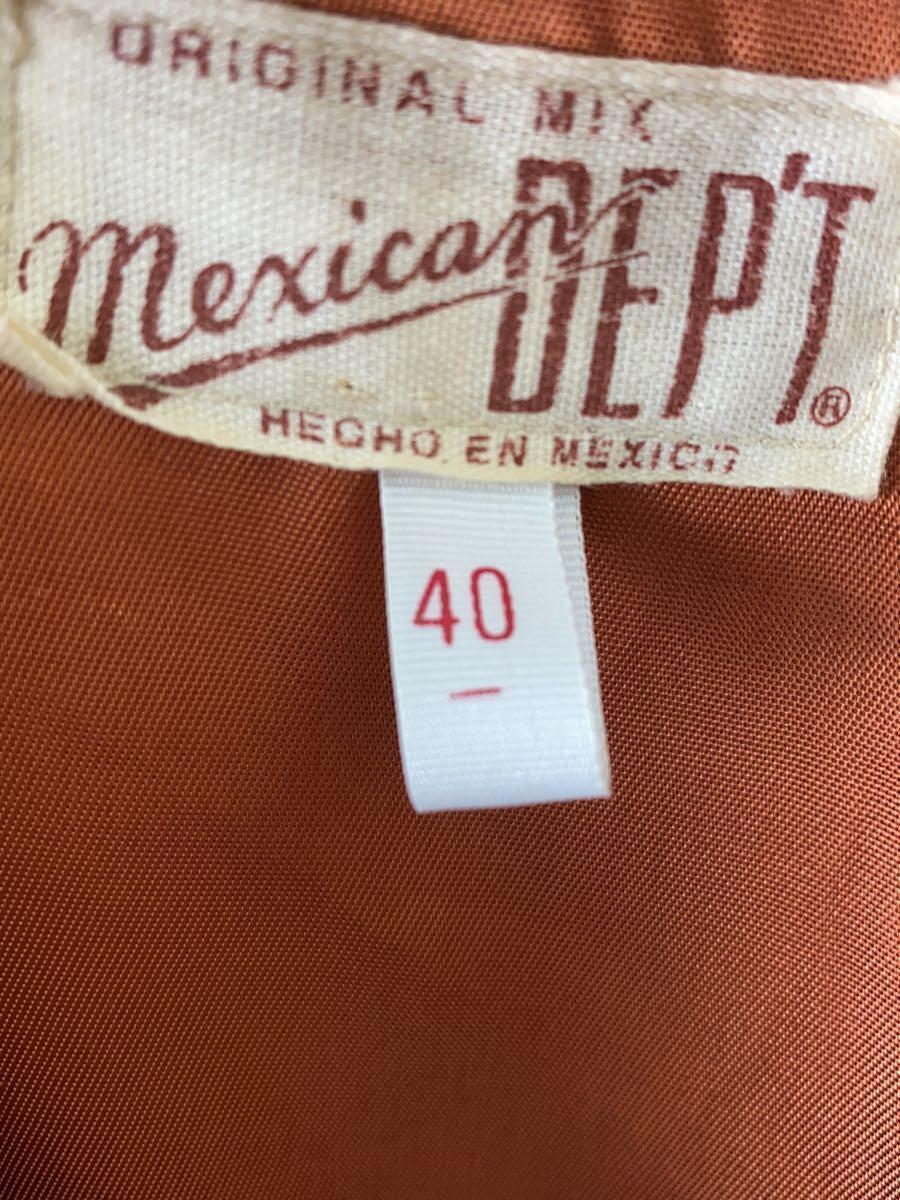 ORIGINAL MIX
Mexican DEP'T®
HECHO EN MEXICO
40
–